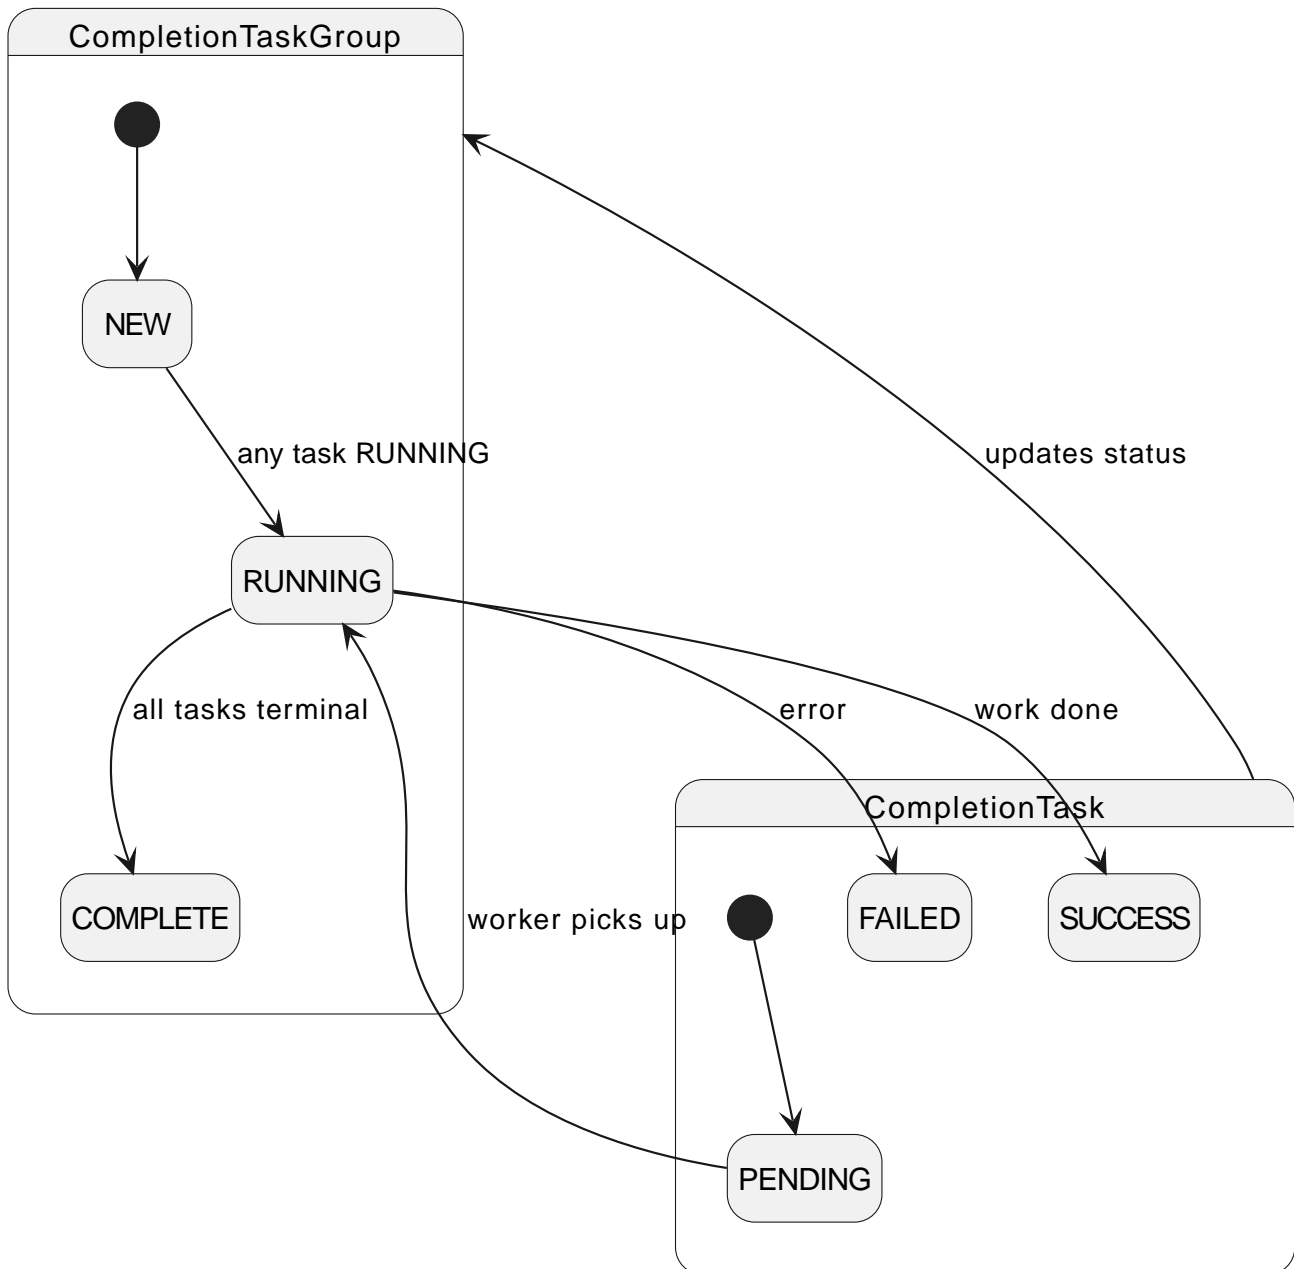 CompletionTaskGroup
NEW
any task RUNNING
updates status
RUNNING
all tasks terminal
error
work done
CompletionTask
COMPLETE
worker picks up
FAILED
SUCCESS
PENDING